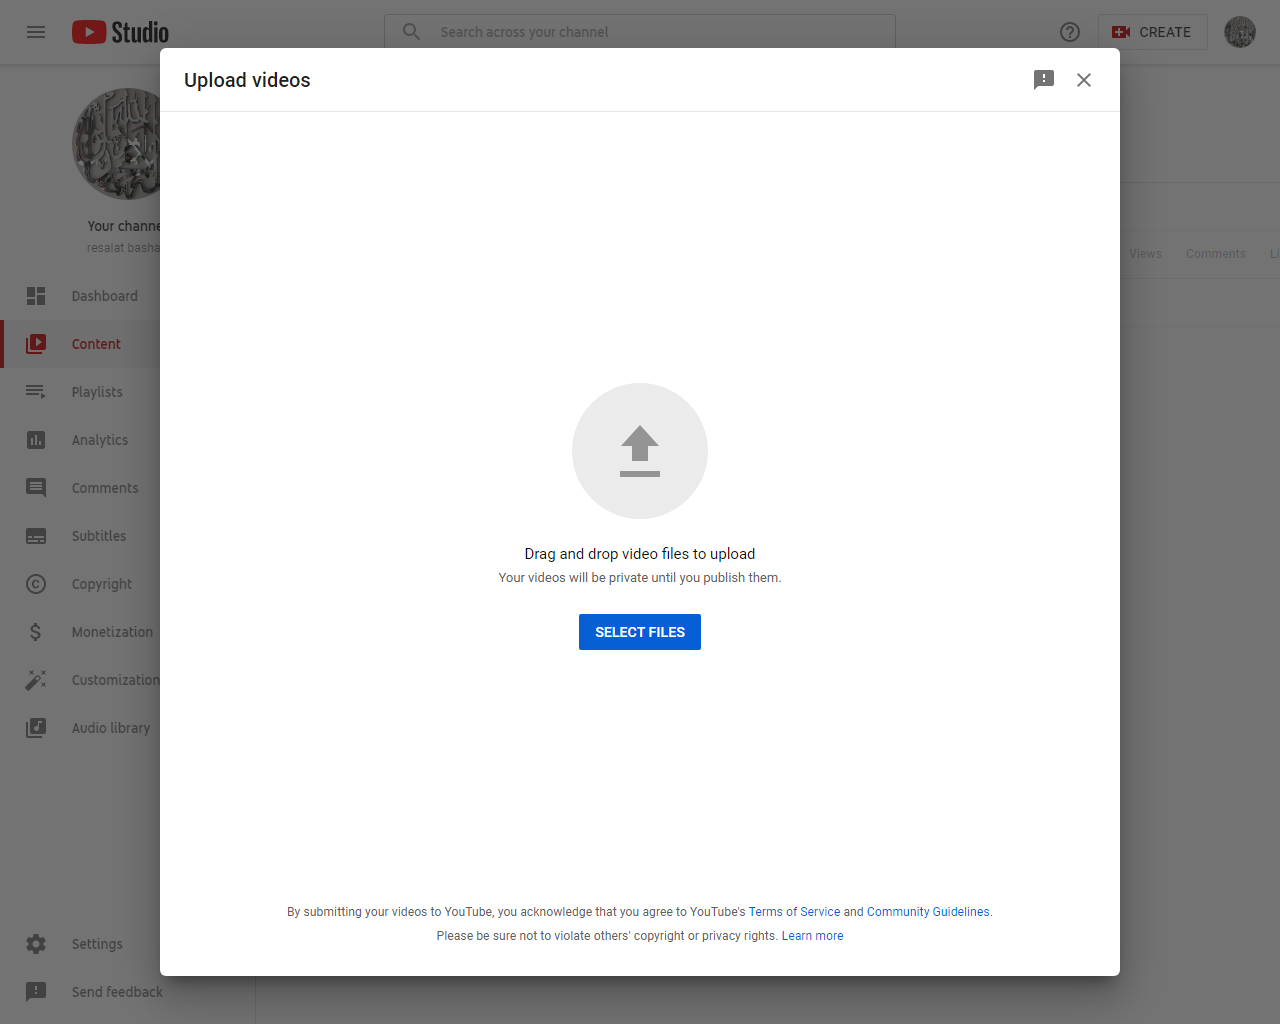 Studio
Search across your channel
CREATE
Upload videos
Your channe
resalat basha
Views Comments
Dashboard
Content
Playlists
Analytics
Comments
Subtitles
Copyright
Monetization
Customization
Audio library
Drag and drop video files to upload
Your videos will be private until you publish them.
SELECT FILES
By submitting your videos to YouTube, you acknowledge that you agree to YouTube's Terms of Service and Community Guidelines.
Please be sure not to violate others' copyright or privacy rights. Learn more
Settings
Send feedback